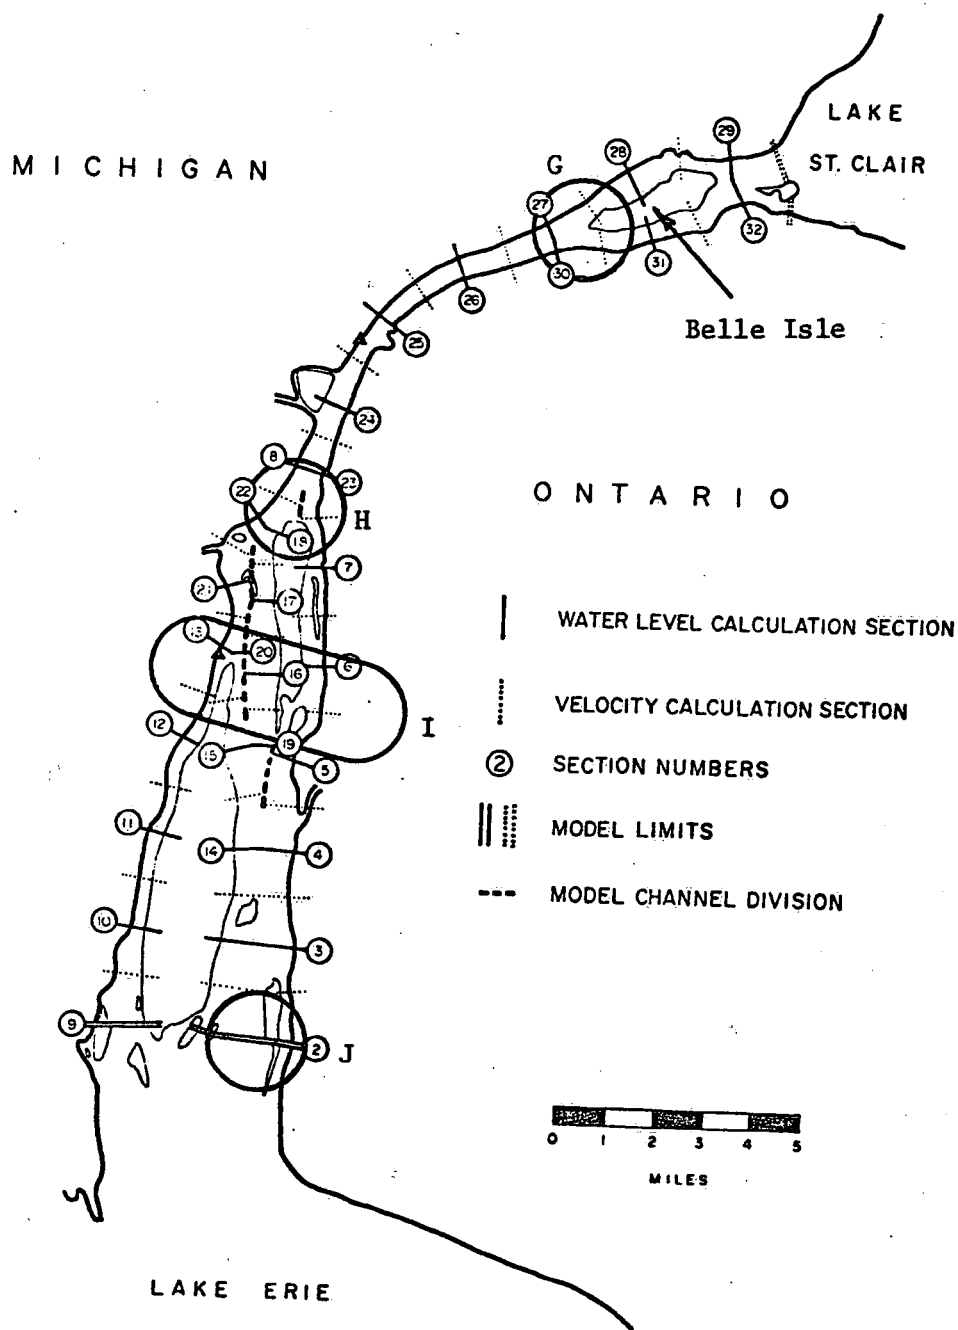 LAKE
ST. CLAIR
MICHIGAN
G
29
28
27
32
31
30
26
Belle Isle
25
24
8
23
22
H
18
7
21
17
13
20
16
6
I
12
19
15
5
11
14
4
10
3
9
2
J
ONTARIO
WATER LEVEL CALCULATION SECTION
VELOCITY CALCULATION SECTION
2 SECTION NUMBERS
MODEL LIMITS
MODEL CHANNEL DIVISION
0 1 2 3 4 5
MILES
LAKE ERIE